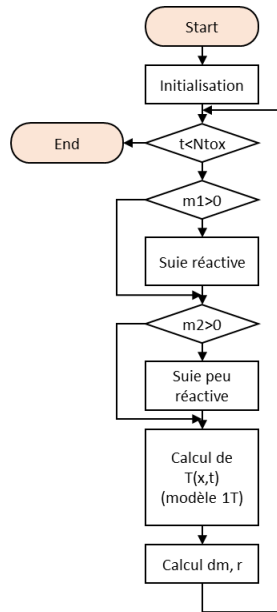 Start
Initialisation
t<Ntox
End
m1>0
Suie réactive
m2>0
Suie peu
réactive
Calcul de
T(x,t)
(modèle 1T)
Calcul dm, r